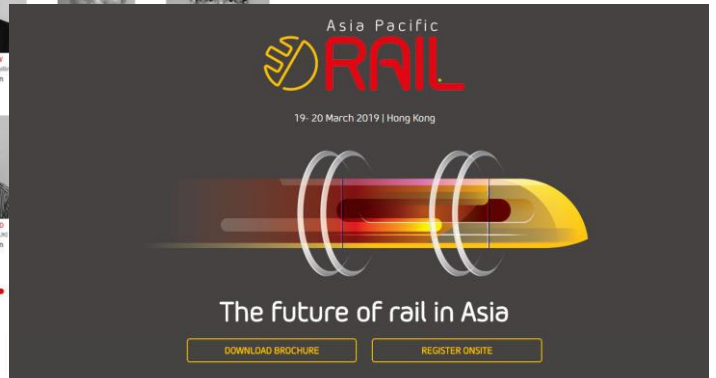 Asia Pacific
RAIL
19- 20 March 2019 | Hong Kong
The future of rail in Asia
DOWNLOAD BROCHURE
REGISTER ONSITE